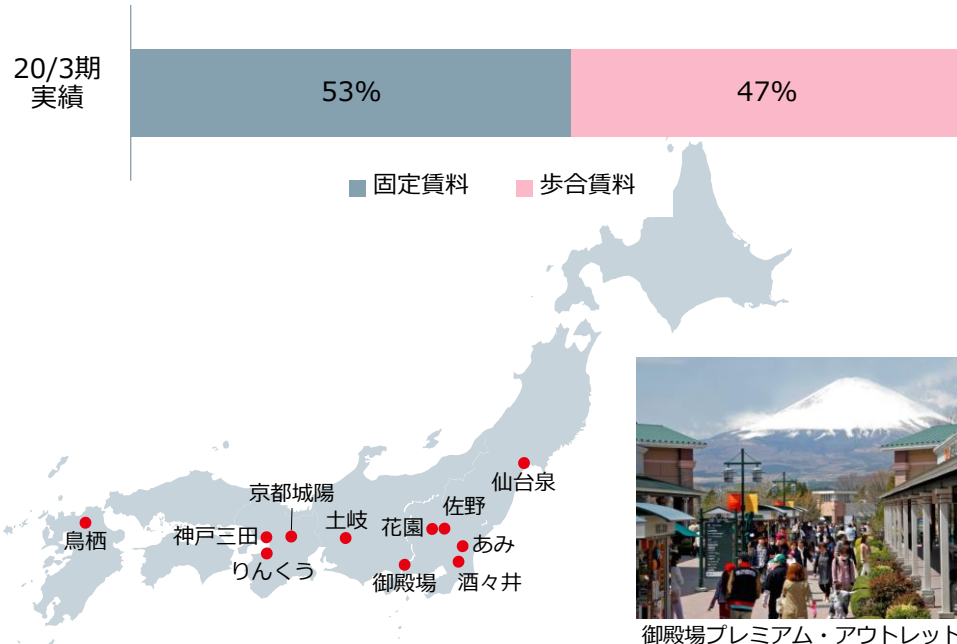 20/3期
実績
53%
47%
固定賃料
歩合賃料
仙台泉
京都城陽
佐野
土岐
花園
神戸三田
鳥栖
あみ
りんくう
御殿場
酒々井
御殿場プレミアム・アウトレット